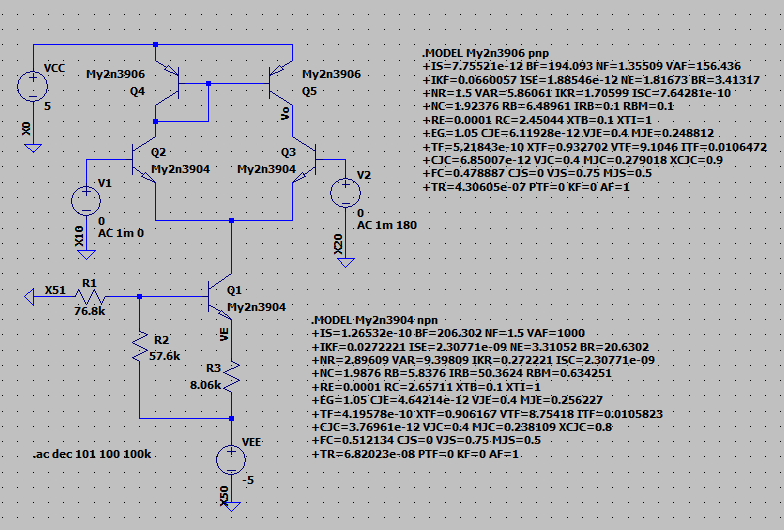 VCC
5
X0
My2n3906
Q4
My2n3906
Q5
Vo
Q2
My2n3904
Q3
My2n3904
V1
0
AC 1m 0
X10
V2
0
AC 1m 180
X20
X51
R1
76.8k
Q1
My2n3904
VE
R2
57.6k
R3
8.06k
VEE
-5
X50
.ac dec 101 100 100k
.MODEL My2n3906 pnp
+IS=7.75521e-12 BF=194.093 NF=1.35509 VAF=156.436
+IKF=0.0660057 ISE=1.88546e-12 NE=1.81673 BR=3.41317
+NR=1.5 VAR=5.86061 IKR=1.70599 ISC=7.64281e-10
+NC=1.92376 RB=6.48961 IRB=0.1 RBM=0.1
+RE=0.0001 RC=2.45044 XTB=0.1 XTI=1
+EG=1.05 CJE=6.11928e-12 VJE=0.4 MJE=0.248812
+TF=5.21843e-10 XTF=0.932702 VTF=9.1046 ITF=0.0106472
+CJC=6.85007e-12 VJC=0.4 MJC=0.279018 XCJC=0.9
+FC=0.478887 CJS=0 VJS=0.75 MJS=0.5
+TR=4.30605e-07 PTF=0 KF=0 AF=1
.MODEL My2n3904 npn
+IS=1.26532e-10 BF=206.302 NF=1.5 VAF=1000
+IKF=0.0272221 ISE=2.30771e-09 NE=3.31052 BR=20.6302
+NR=2.89609 VAR=9.39809 IKR=0.272221 ISC=2.30771e-09
+NC=1.9876 RB=5.8376 IRB=50.3624 RBM=0.634251
+RE=0.0001 RC=2.65711 XTB=0.1 XTI=1
+EG=1.05 CJE=4.64214e-12 VJE=0.4 MJE=0.256227
+TF=4.19578e-10 XTF=0.906167 VTF=8.75418 ITF=0.0105823
+CJC=3.76961e-12 VJC=0.4 MJC=0.238109 XCJC=0.8
+FC=0.512134 CJS=0 VJS=0.75 MJS=0.5
+TR=6.82023e-08 PTF=0 KF=0 AF=1